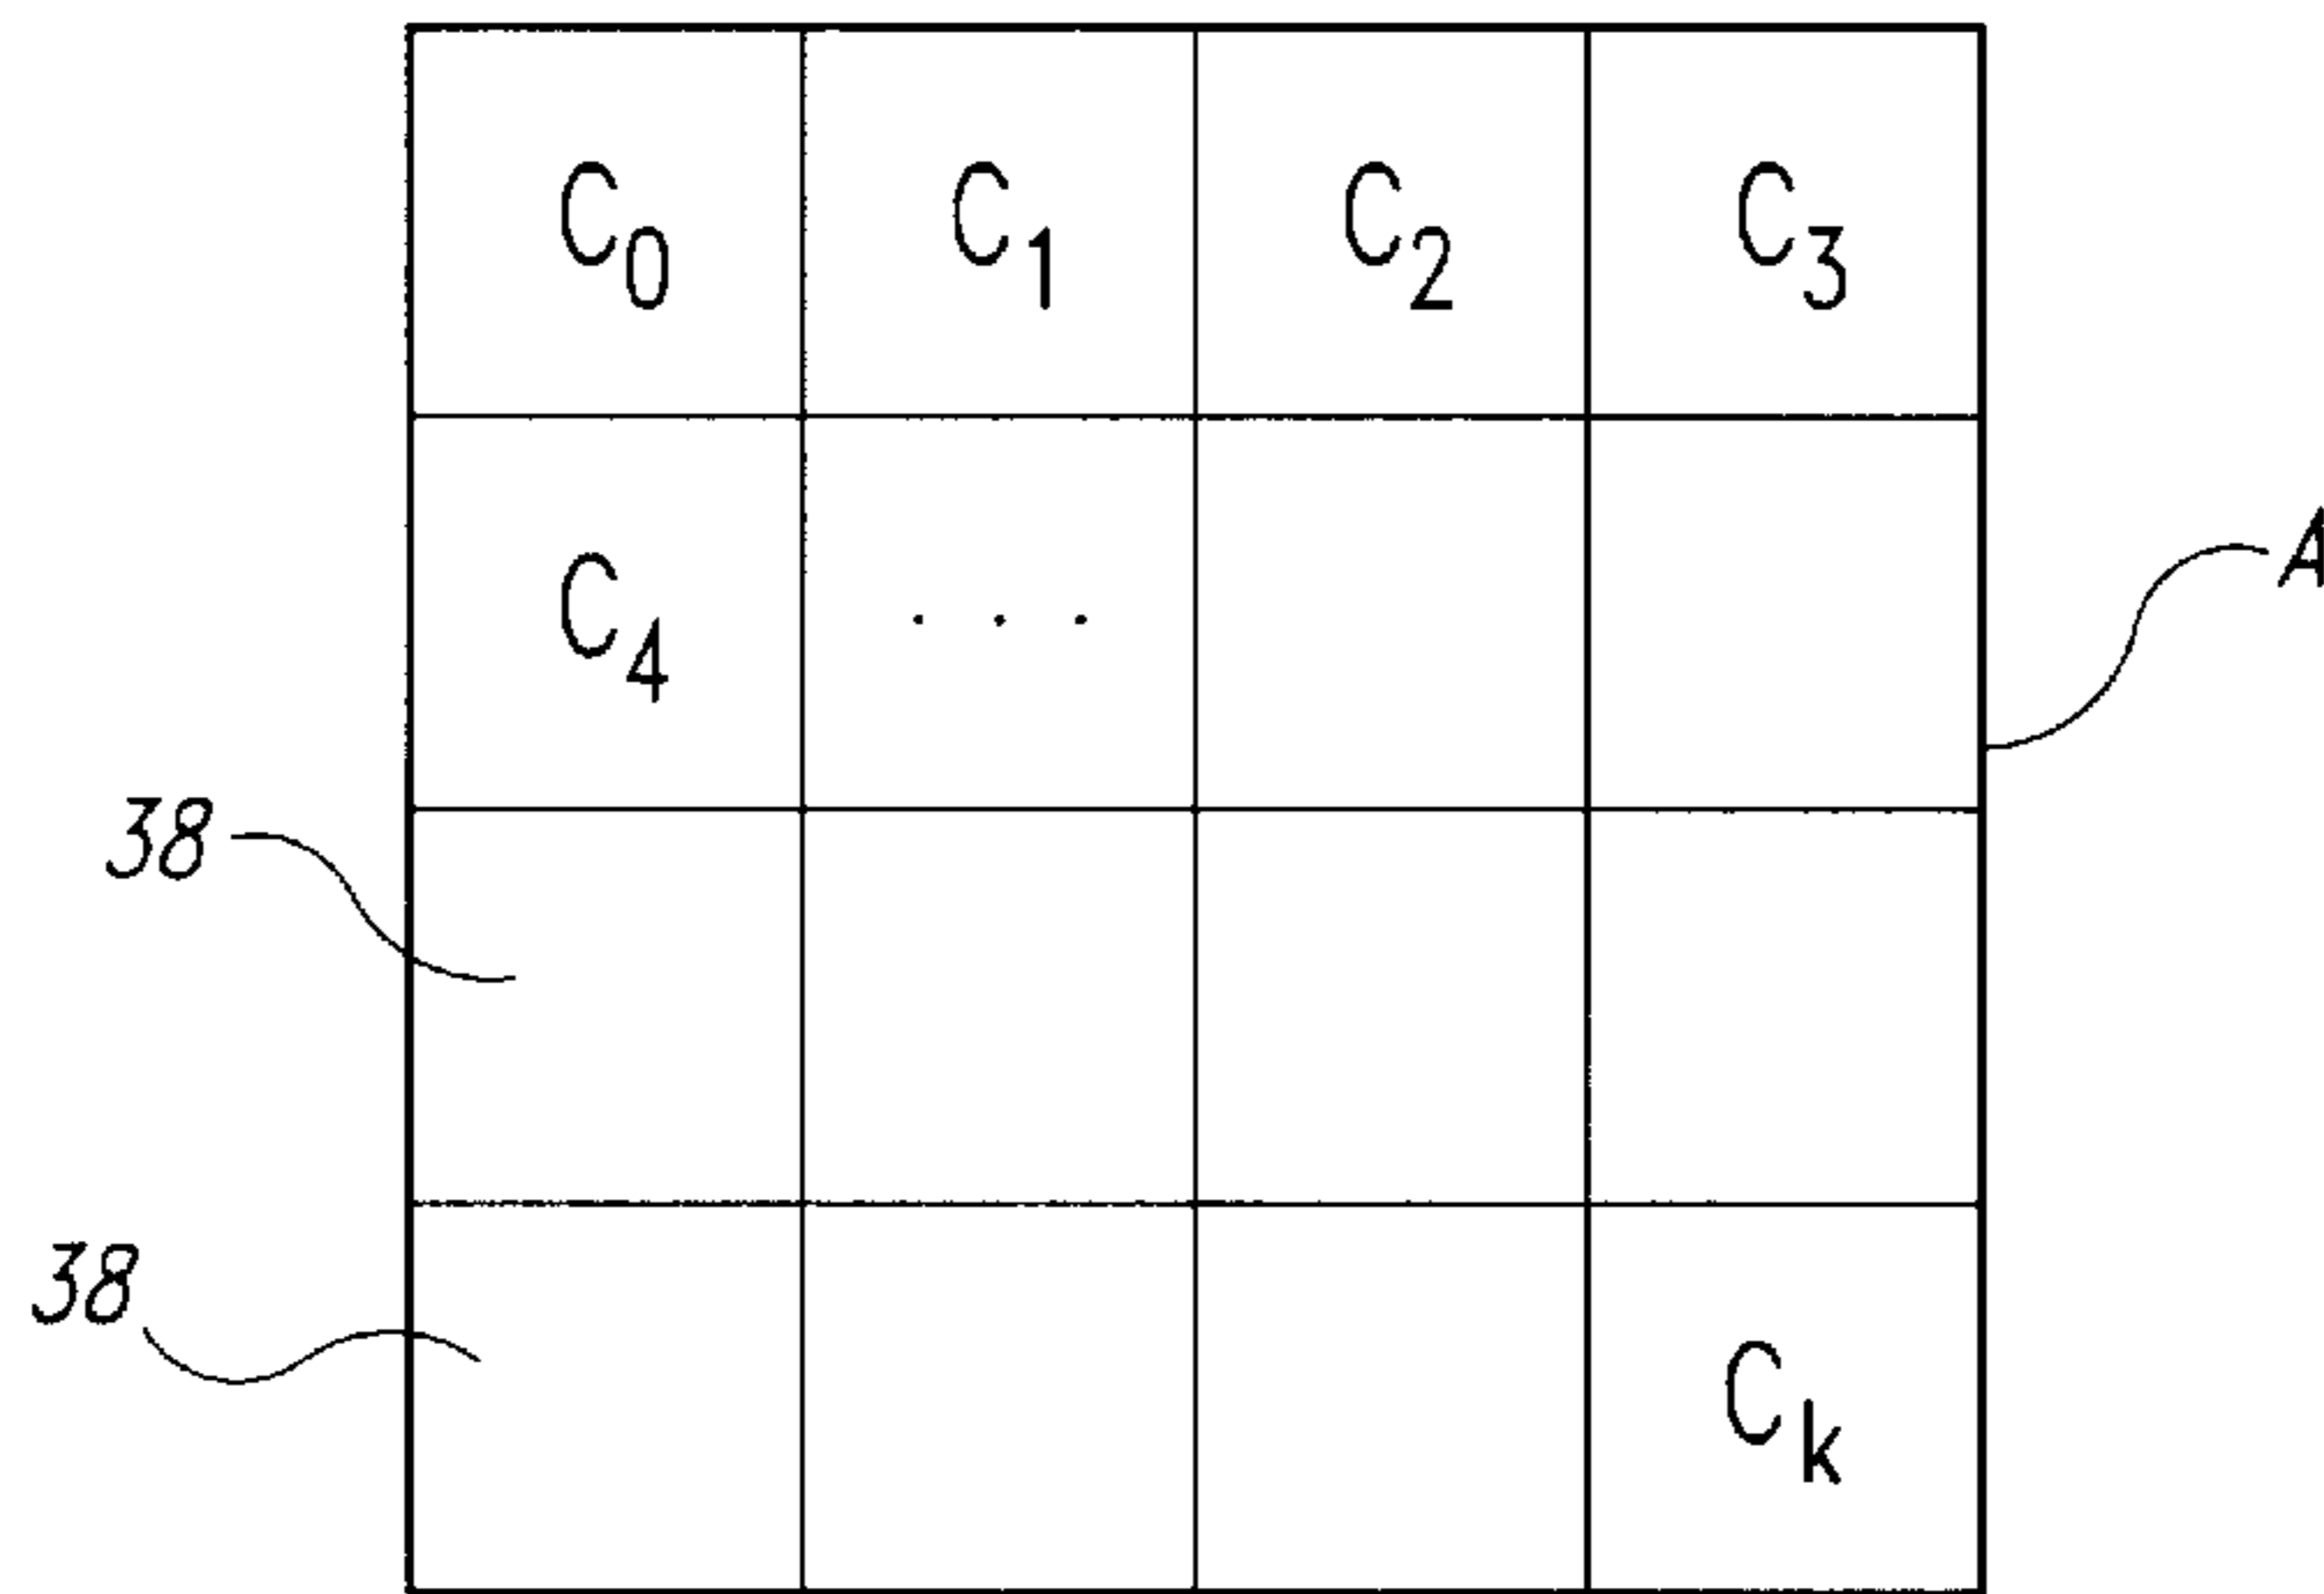 C₀ C₁ C₂ C₃
A
C₄ . . .
38
38
Cₖ